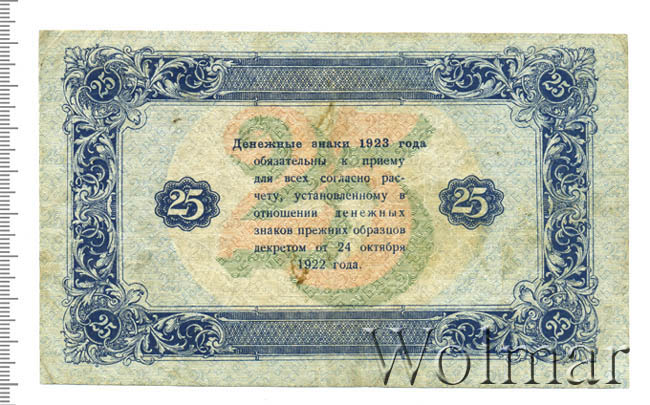 25 25
Денежные знаки 1923 года
обязательны к приему
для всех согласно рас-
чету, установленному в
отношении денежных
знаков прежних образцов
декретом от 24 октября
1922 года.
25 25
25 25
Wolmar